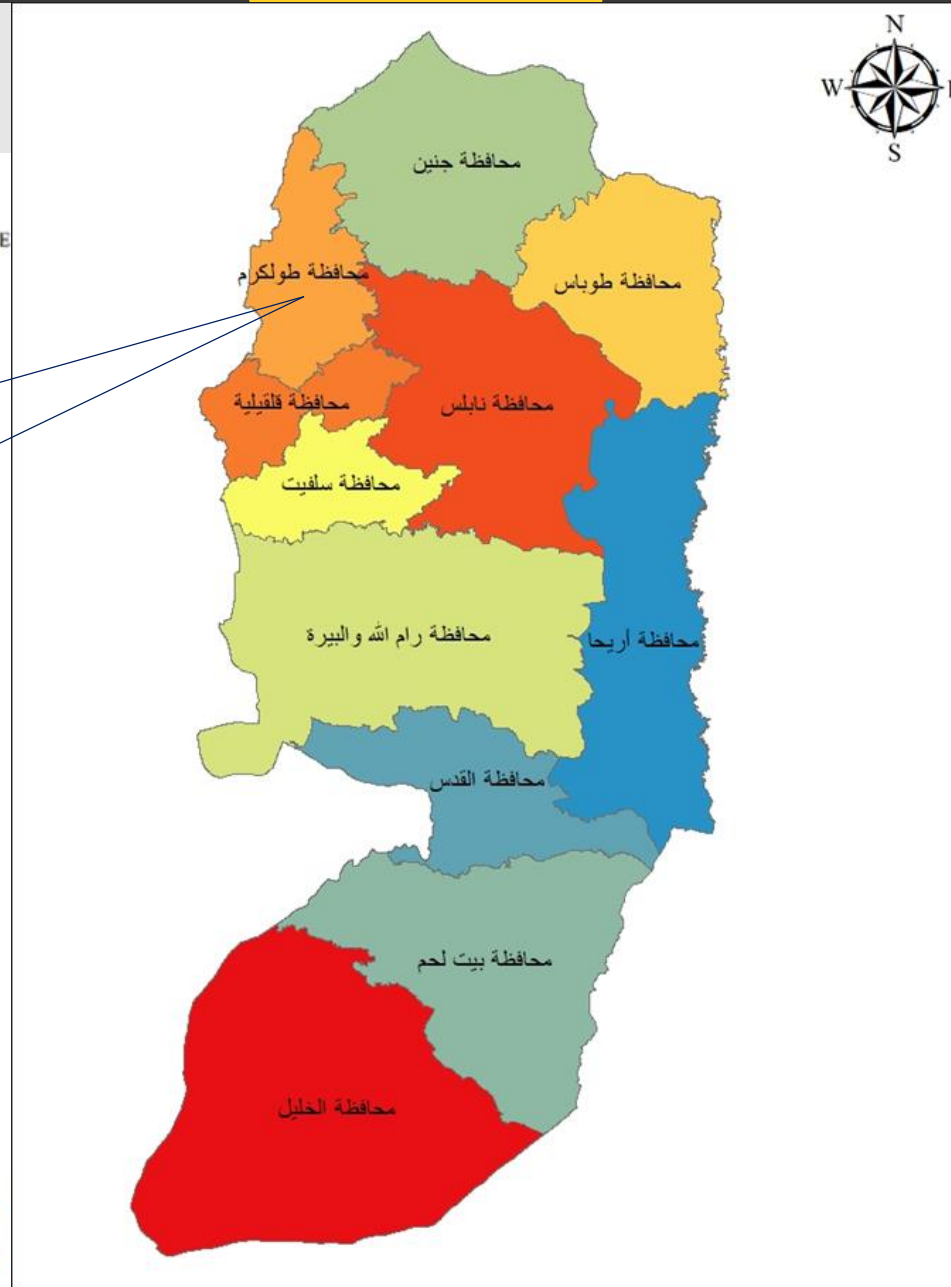 N
W
E
S
محافظة جنين
E
محافظة طولكرم
محافظة طوباس
محافظة قلقيلية
محافظة نابلس
محافظة سلفيت
محافظة رام الله والبيرة
محافظة أريحا
محافظة القدس
محافظة بيت لحم
محافظة الخليل